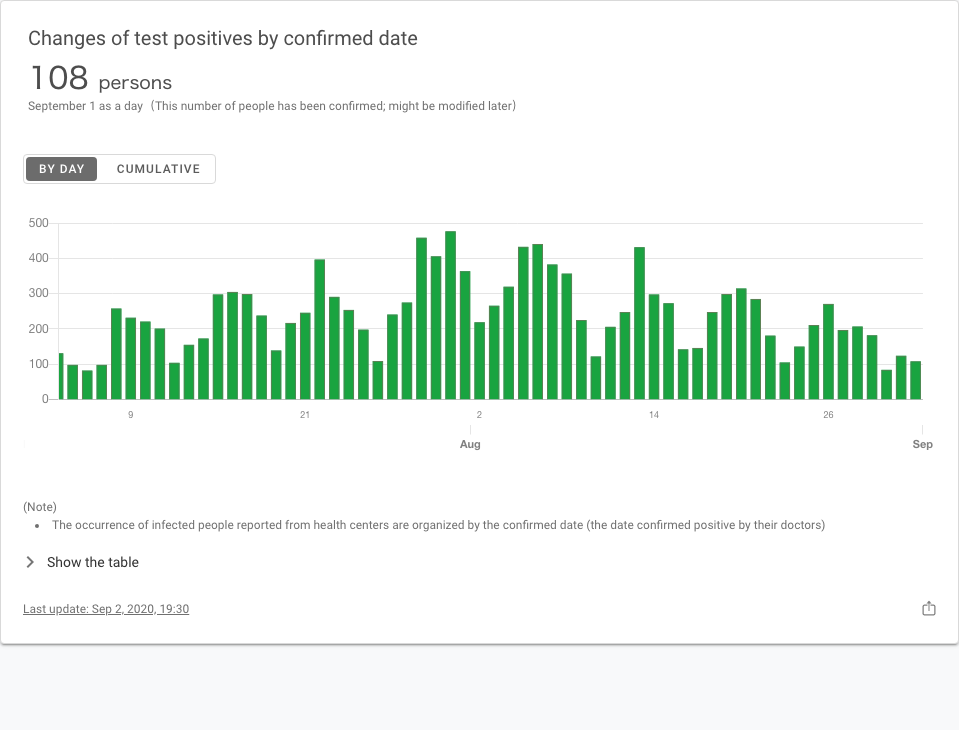 Changes of test positives by confirmed date
108 persons
September 1 as a day（This number of people has been confirmed; might be modified later）
BY DAY CUMULATIVE
500
400
300
200
100
0
9 21 2 14 26
Aug Sep
(Note)
• The occurrence of infected people reported from health centers are organized by the confirmed date (the date confirmed positive by their doctors)
Show the table
Last update: Sep 2, 2020, 19:30